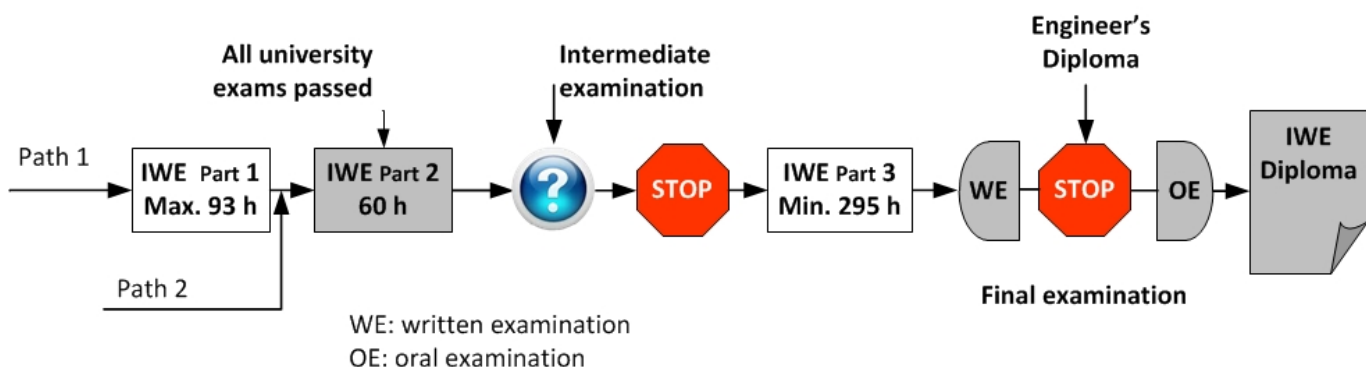 All university
exams passed
Intermediate
examination
Engineer's
Diploma
Path 1
IWE Part 1
Max. 93 h
IWE Part 2
60 h
?
STOP
IWE Part 3
Min. 295 h
WE
STOP
OE
IWE
Diploma
Path 2
Final examination
WE: written examination
OE: oral examination